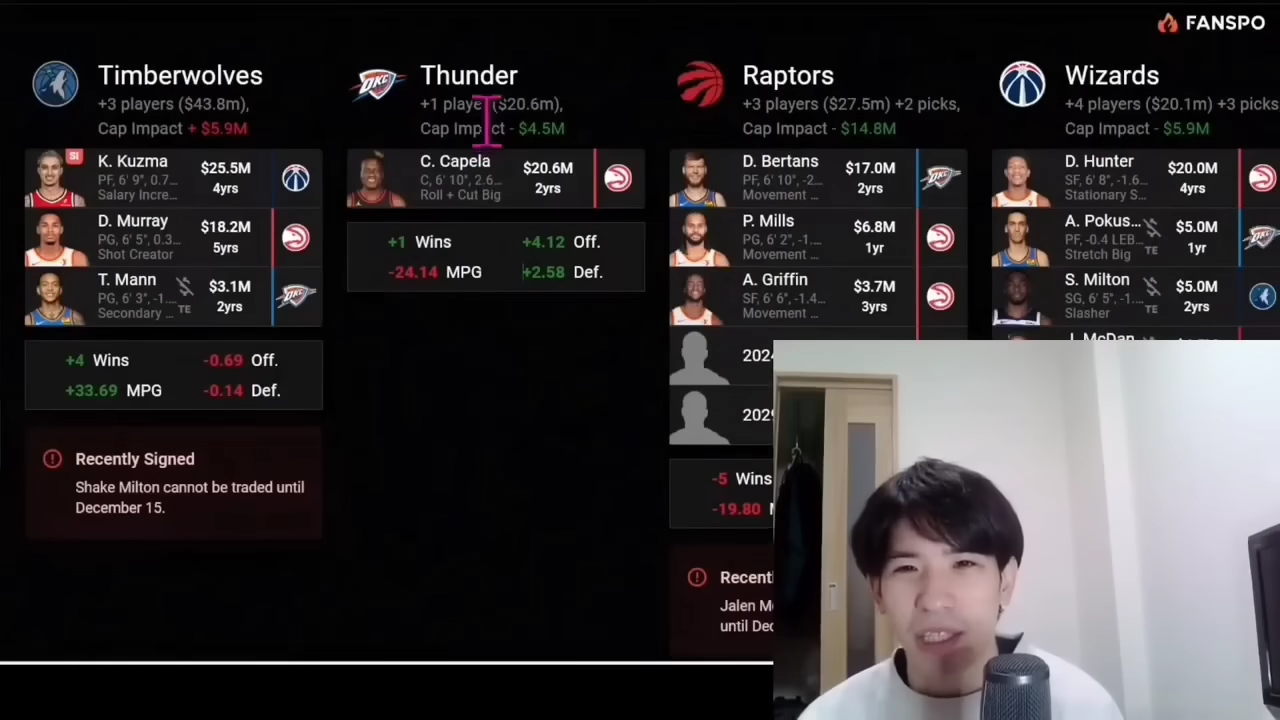 FANSPO
Timberwolves
+3 players ($43.8m),
Cap Impact + $5.9M
K. Kuzma
PF, 6' 9", 0.7...
Salary Incre...
$25.5M
4yrs
SI
D. Murray
PG, 6' 5", 0.3...
Shot Creator
$18.2M
5yrs
T. Mann
PG, 6' 3", -1....
Secondary ...
TE
$3.1M
2yrs
+4 Wins
-0.69 Off.
+33.69 MPG
-0.14 Def.
Recently Signed
Shake Milton cannot be traded until
December 15.
OKC
Thunder
+1 player ($20.6m),
Cap Impact - $4.5M
C. Capela
C, 6' 10", 2.6...
Roll + Cut Big
$20.6M
2yrs
+1 Wins
+4.12 Off.
-24.14 MPG
+2.58 Def.
Raptors
+3 players ($27.5m) +2 picks,
Cap Impact - $14.8M
D. Bertans
PF, 6' 10", -2...
Movement ...
$17.0M
2yrs
P. Mills
PG, 6' 2", -1....
Movement ...
$6.8M
1yr
A. Griffin
SF, 6' 6", -1.4...
Movement ...
$3.7M
3yrs
2024
-5 Wins
-19.80
Jalen
until
Wizards
+4 players ($20.1m) +3 picks
Cap Impact - $5.9M
D. Hunter
SF, 6' 8", -1.6...
Stationary S...
$20.0M
4yrs
A. Pokus...
PF, -0.4 LEB...
Stretch Big
TE
$5.0M
1yr
S. Milton
SG, 6' 5", -1....
Slasher
TE
$5.0M
2yrs